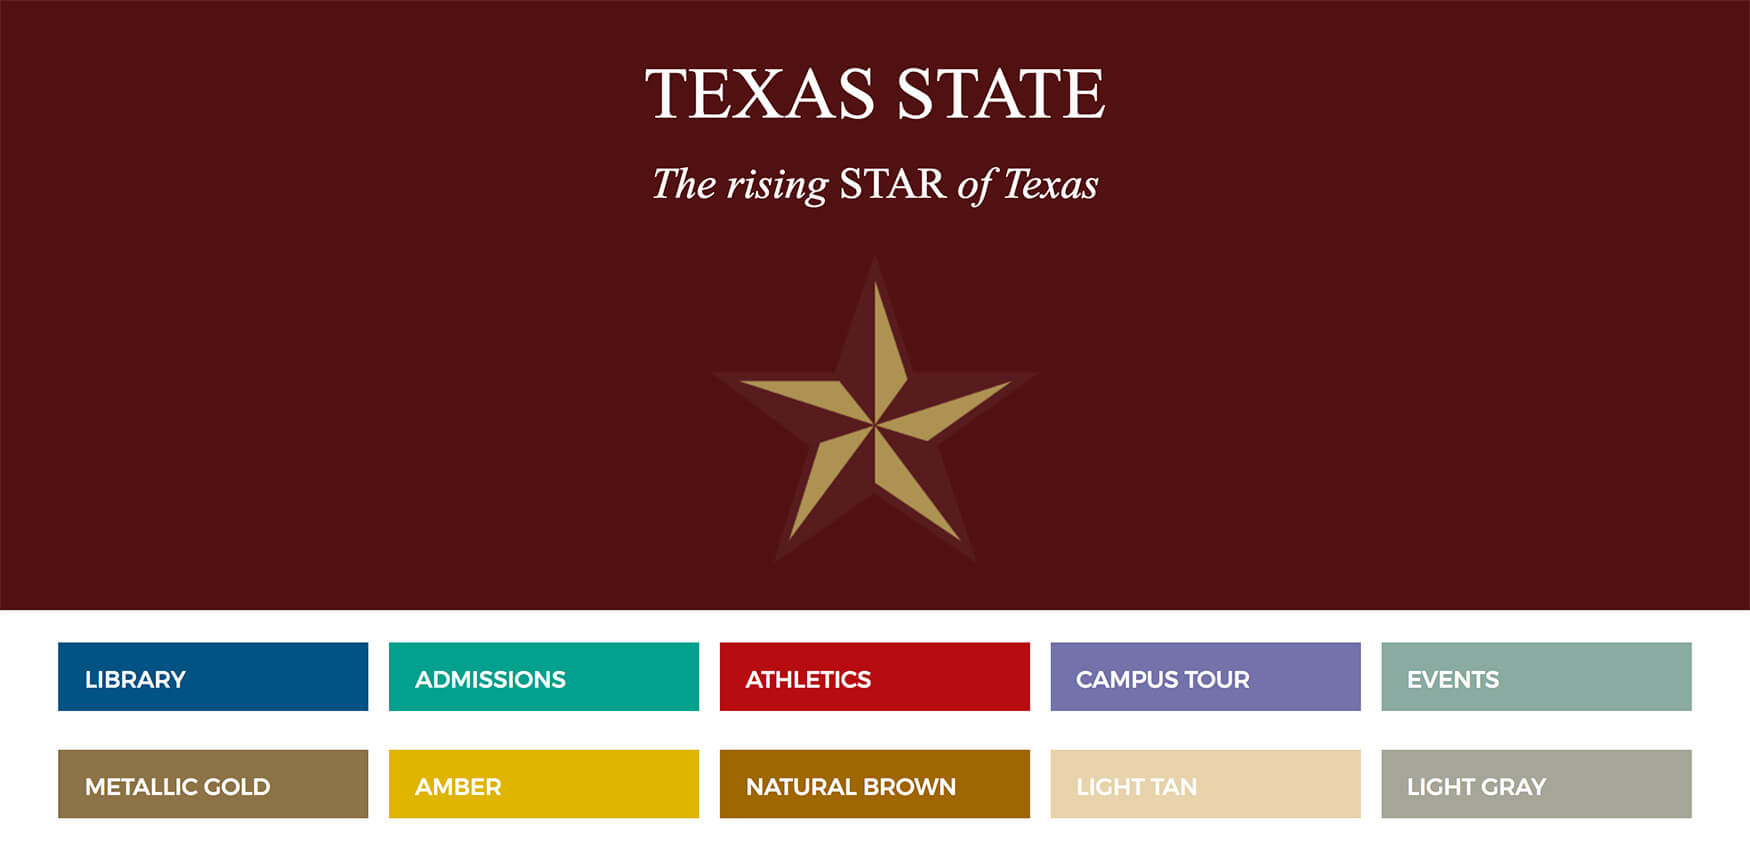 TEXAS STATE
The rising STAR of Texas
LIBRARY
ADMISSIONS
ATHLETICS
CAMPUS TOUR
EVENTS
METALLIC GOLD
AMBER
NATURAL BROWN
LIGHT TAN
LIGHT GRAY